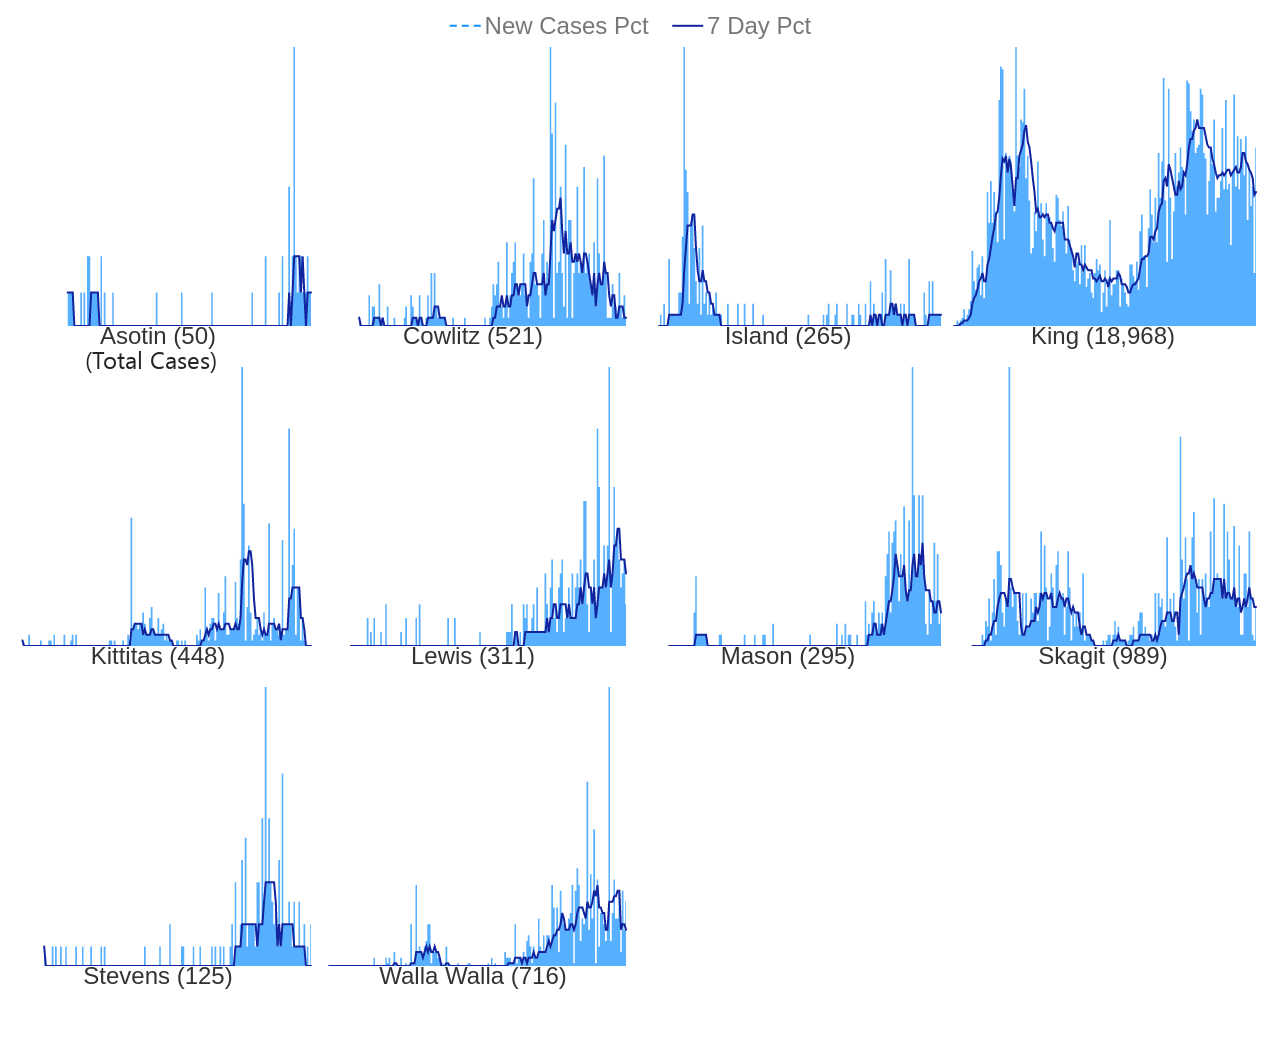 New Cases Pct 7 Day Pct
Asotin (50) Cowlitz (521) Island (265) King (18,968)
(Total Cases)
Kittitas (448) Lewis (311) Mason (295) Skagit (989)
Stevens (125) Walla Walla (716)